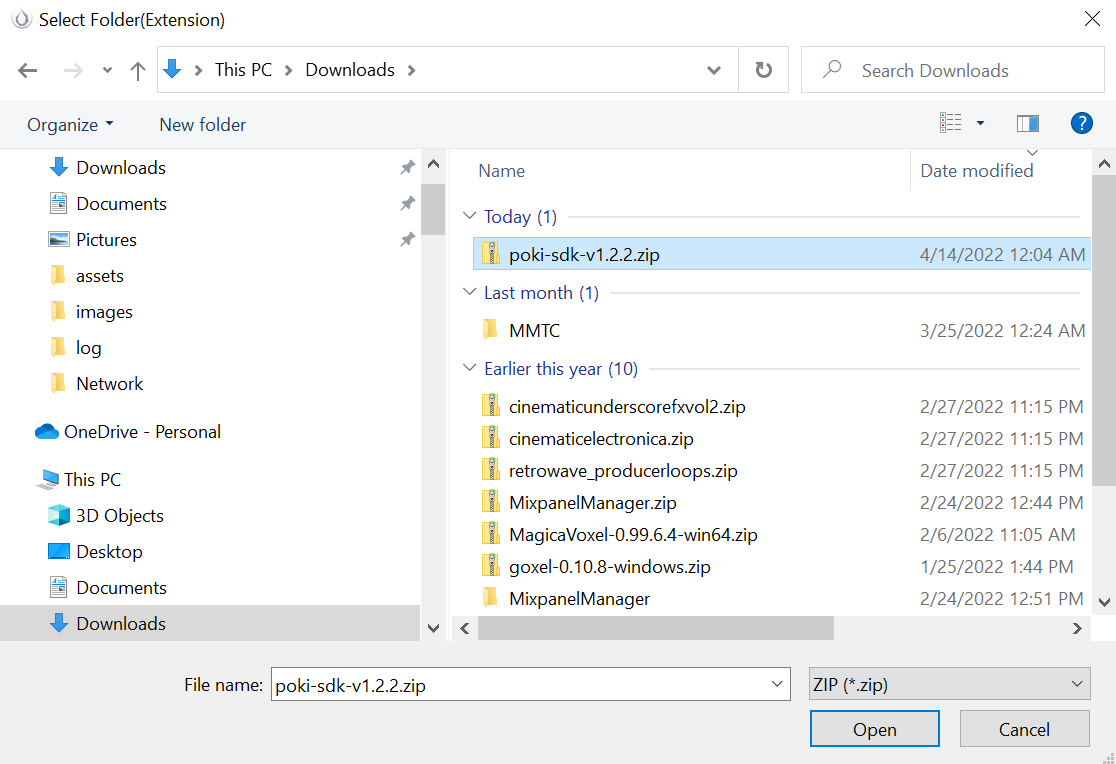 Select Folder(Extension)
This PC > Downloads >
Search Downloads
Organize
New folder
?
Downloads
Documents
Pictures
assets
images
log
Network
OneDrive - Personal
This PC
3D Objects
Desktop
Documents
Downloads
Name Date modified
Today (1)
poki-sdk-v1.2.2.zip 4/14/2022 12:04 AM
Last month (1)
MMTC 3/25/2022 12:24 AM
Earlier this year (10)
cinematicunderscorefxvol2.zip 2/27/2022 11:15 PM
cinematicelectronica.zip 2/27/2022 11:15 PM
retrowave_producerloops.zip 2/27/2022 11:15 PM
MixpanelManager.zip 2/24/2022 12:44 PM
MagicaVoxel-0.99.6.4-win64.zip 2/6/2022 11:05 AM
goxel-0.10.8-windows.zip 1/25/2022 1:44 PM
MixpanelManager 2/24/2022 12:51 PM
File name: poki-sdk-v1.2.2.zip ZIP (*.zip)
Open Cancel